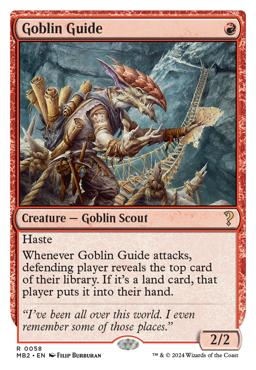 Goblin Guide
Creature — Goblin Scout
Haste
Whenever Goblin Guide attacks,
defending player reveals the top card
of their library. If it's a land card, that
player puts it into their hand.
"I've been all over this world. I even
remember some of those places."
2/2
R 0058
MB2 • EN Filip Burburan
™ & © 2024 Wizards of the Coast